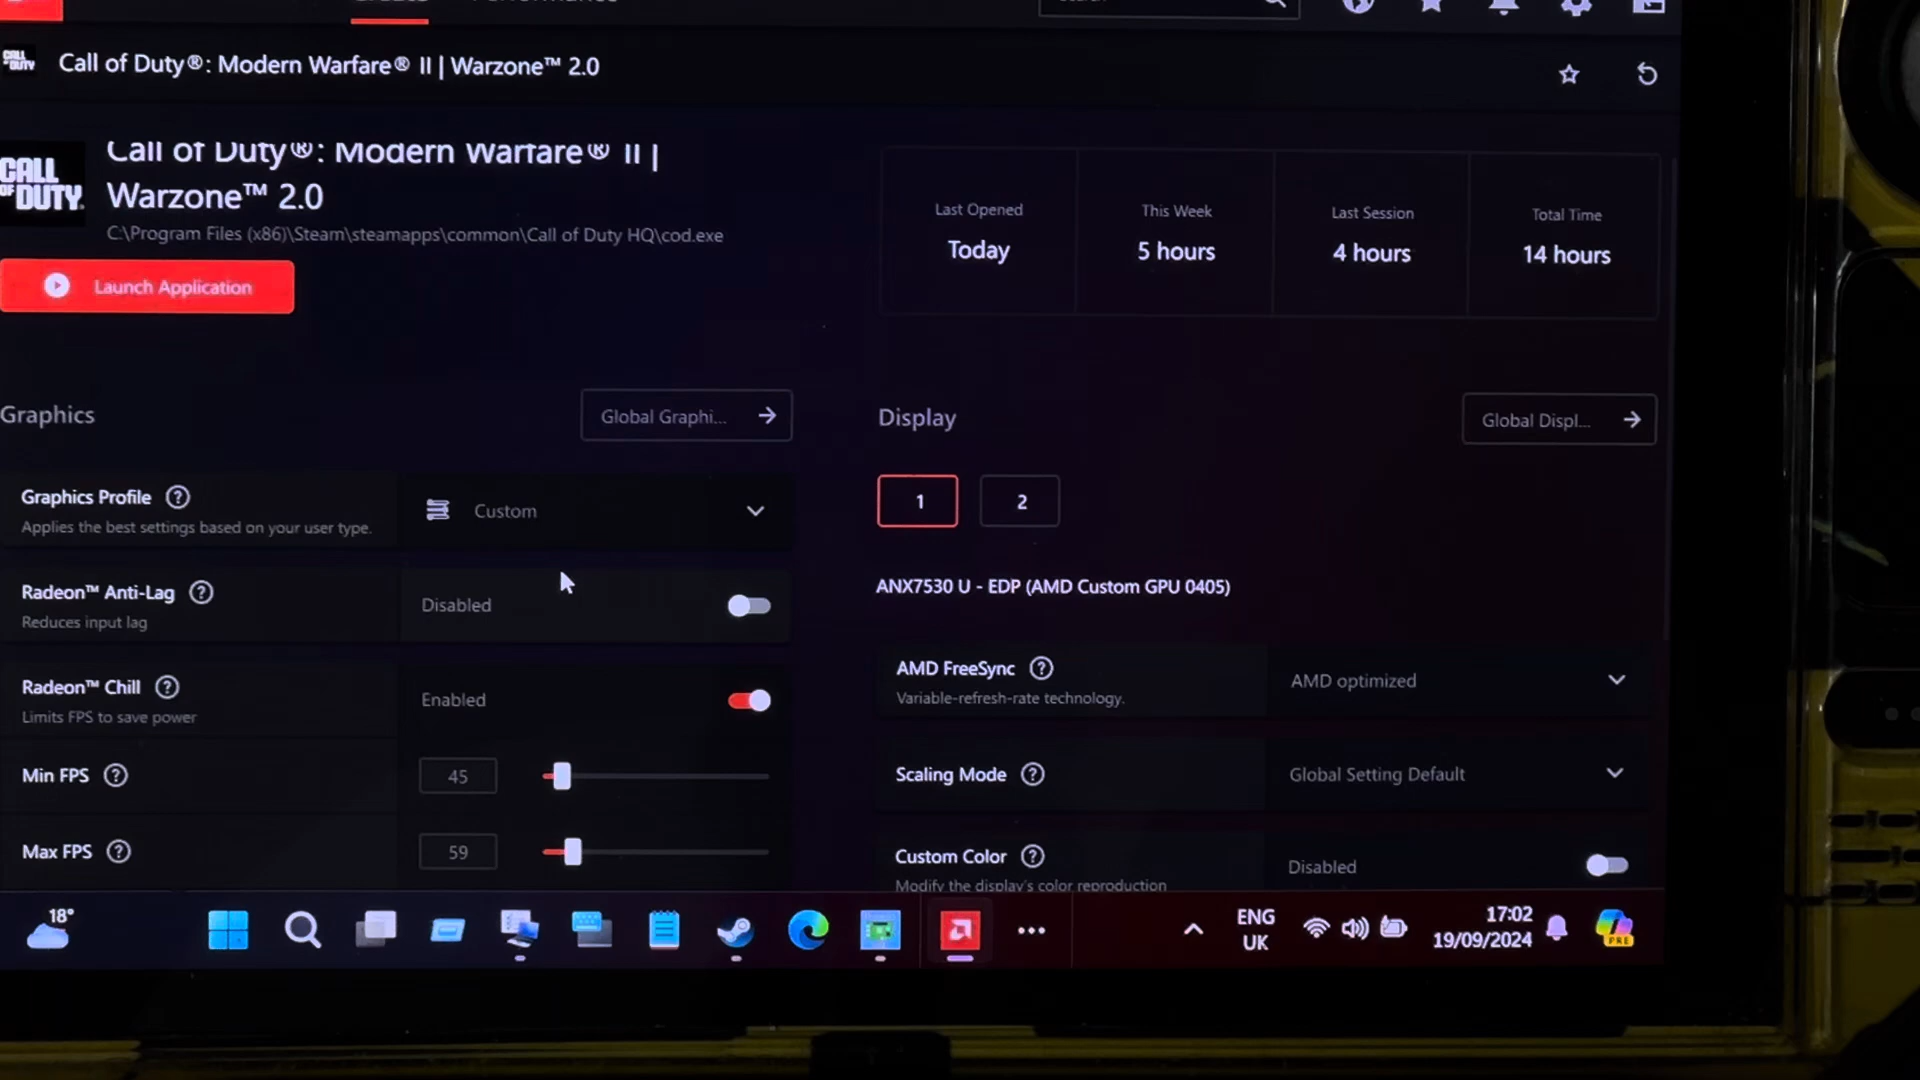 Call of Duty®: Modern Warfare® II | Warzone™ 2.0
CALL OF DUTY
Call of Duty®: Modern Warfare® II |
Warzone™ 2.0
C:\Program Files (x86)\Steam\steamapps\common\Call of Duty HQ\cod.exe
Launch Application
Last Opened
Today
This Week
5 hours
Last Session
4 hours
Total Time
14 hours
Graphics
Global Graphi...
Graphics Profile
Applies the best settings based on your user type.
Custom
Radeon™ Anti-Lag
Reduces input lag
Disabled
Radeon™ Chill
Limits FPS to save power
Enabled
Min FPS
45
Max FPS
59
Display
Global Displ...
1
2
ANX7530 U - EDP (AMD Custom GPU 0405)
AMD FreeSync
Variable-refresh-rate technology.
AMD optimized
Scaling Mode
Global Setting Default
Custom Color
Modify the display's color reproduction
Disabled
18°
ENG
UK
17:02
19/09/2024
PRE